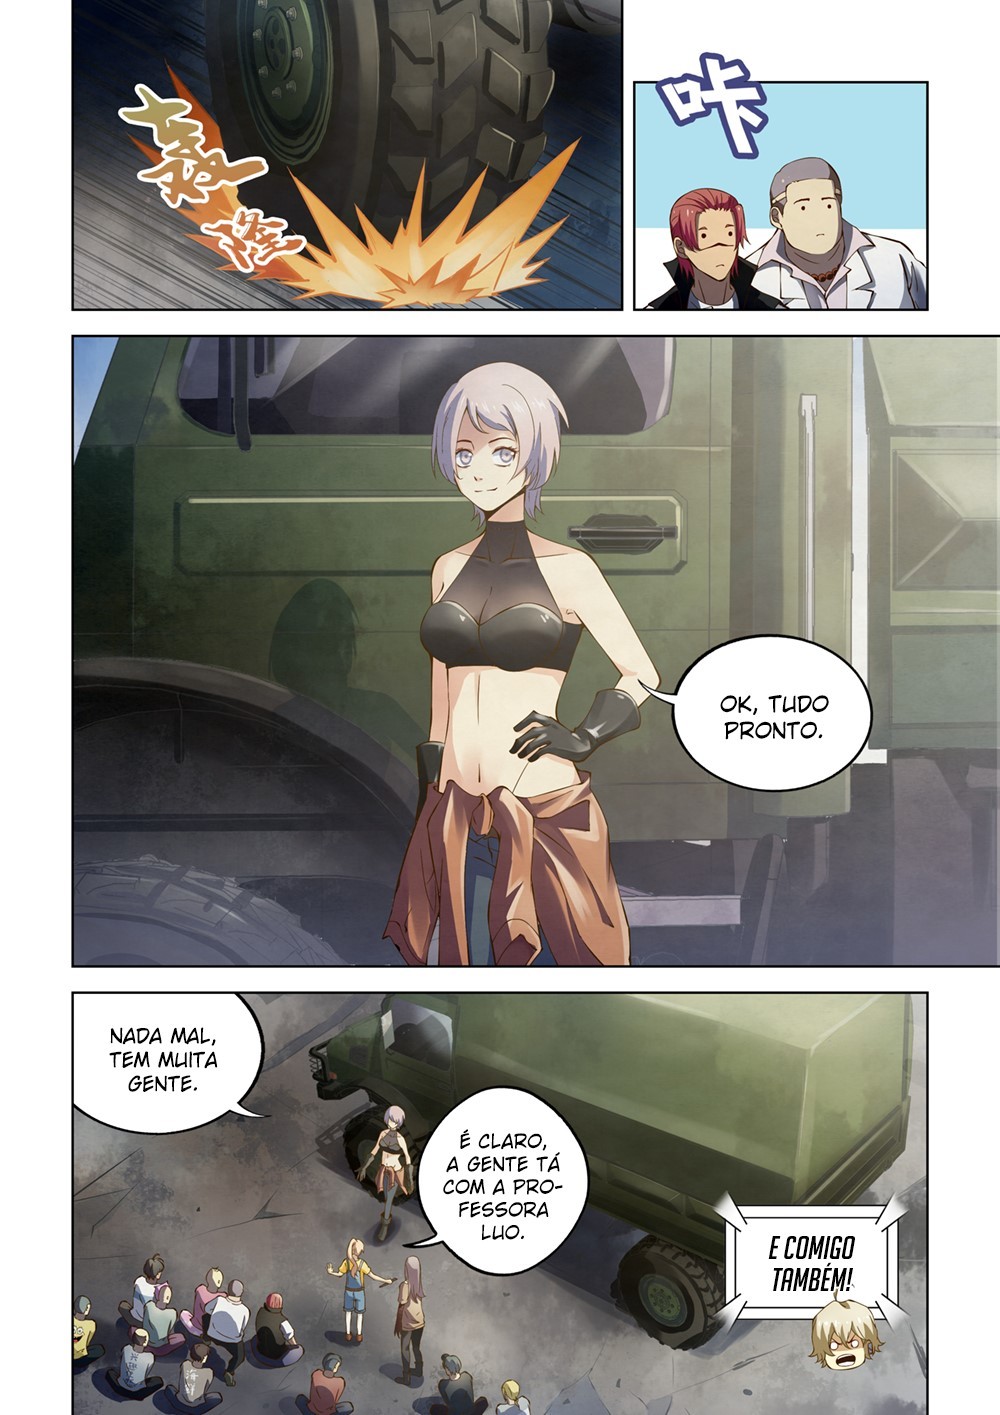 轰
隆
咔
OK, TUDO
PRONTO.
NADA MAL,
TEM MUITA
GENTE.
É CLARO,
A GENTE TÁ
COM A PRO-
FESSORA
LUO.
E COMIGO
TAMBÉM!